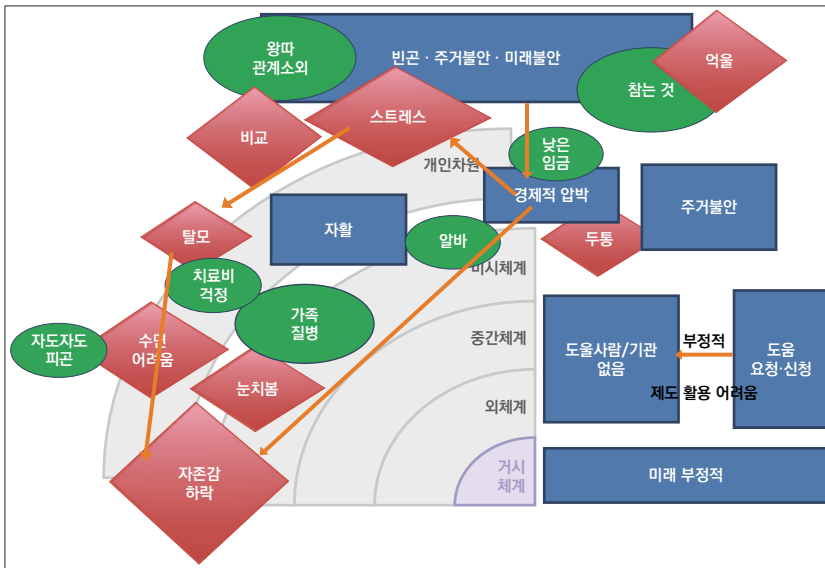 왕따
관계소외
빈곤 · 주거불안 · 미래불안
참는 것
억울
비교
스트레스
낮은
임금
개인차원
경제적 압박
주거불안
자활
탈모
알바
두통
미시체계
치료비
걱정
가족
질병
자도자도
피곤
수면
어려움
중간체계
도울사람/기관
없음
부정적
도움
요청·신청
눈치봄
제도 활용 어려움
외체계
자존감
하락
거시
체계
미래 부정적